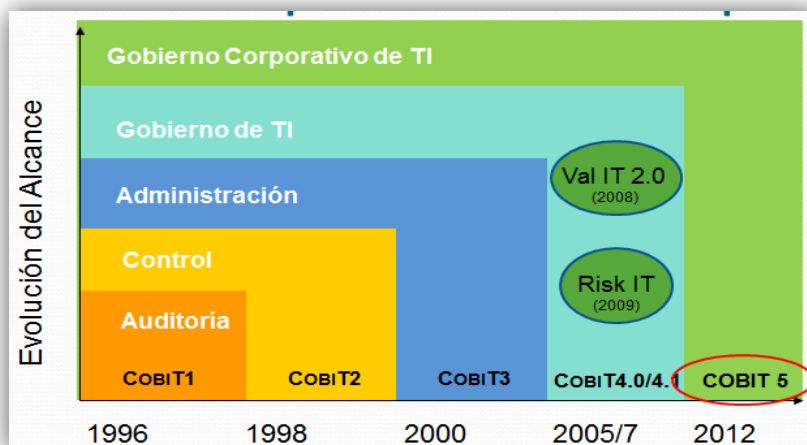 Gobierno Corporativo de TI
Gobierno de TI
Val IT 2.0
(2008)
Administración
Control
Risk IT
(2009)
Auditoría
COBIT1
COBIT2
COBIT3
COBIT4.0/4.1
COBIT 5
1996
1998
2000
2005/7
2012
Evolución del Alcance